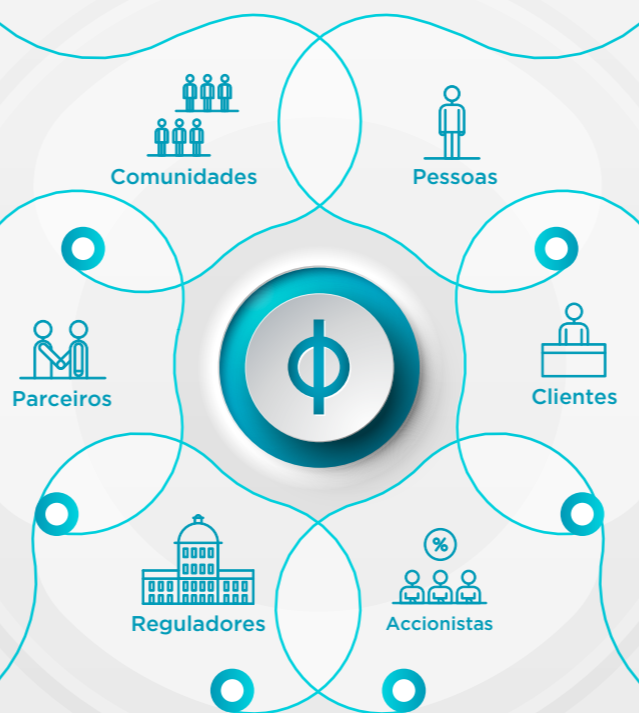 Comunidades
Pessoas
Parceiros
Clientes
%
Reguladores
Accionistas